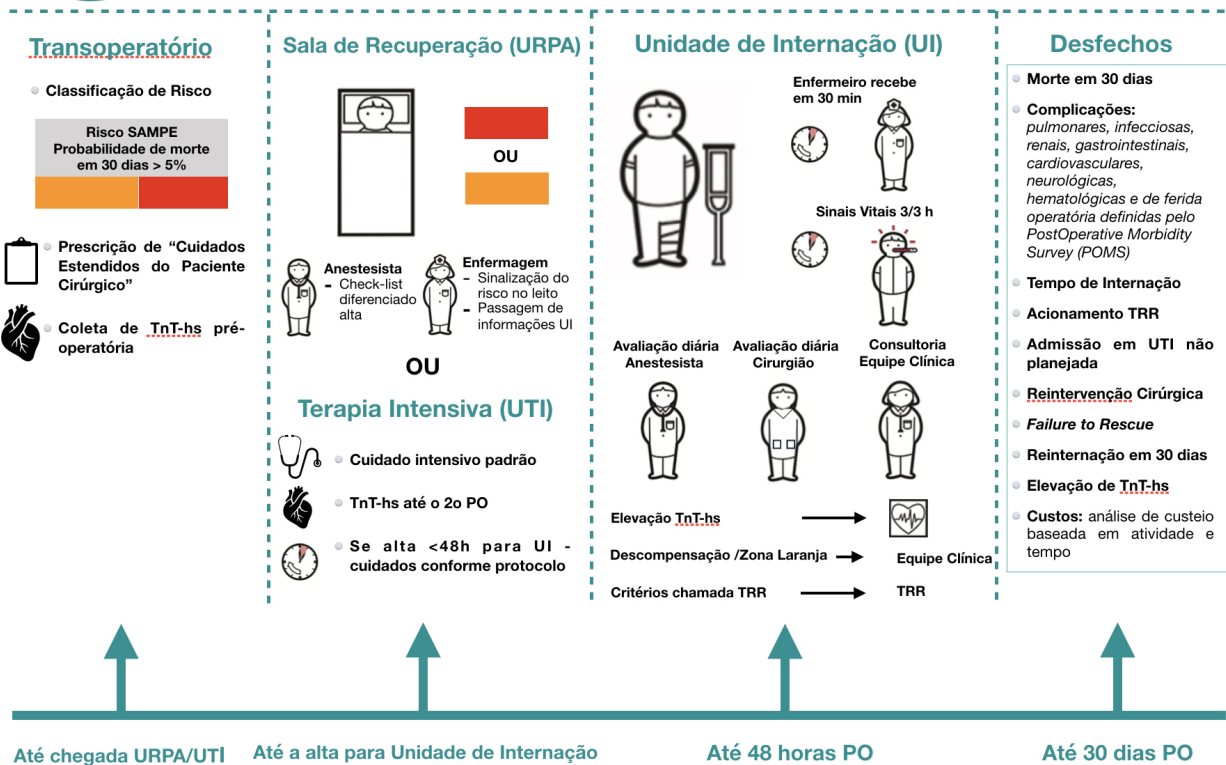 Transoperatório
Classificação de Risco
Risco SAMPE
Probabilidade de morte
em 30 dias > 5%
Prescrição de “Cuidados
Estendidos do Paciente
Cirúrgico”
Coleta de TnT-hs pré-
operatória
Sala de Recuperação (URPA)
OU
Anestesista
- Check-list
diferenciado
alta
Enfermagem
- Sinalização do
risco no leito
- Passagem de
informações UI
OU
Terapia Intensiva (UTI)
Cuidado intensivo padrão
TnT-hs até o 2o PO
Se alta <48h para UI -
cuidados conforme protocolo
Unidade de Internação (UI)
Enfermeiro recebe
em 30 min
Sinais Vitais 3/3 h
Avaliação diária
Anestesista
Avaliação diária
Cirurgião
Consultoria
Equipe Clínica
Elevação TnT-hs
Descompensação /Zona Laranja
Equipe Clínica
Critérios chamada TRR
TRR
Desfechos
Morte em 30 dias
Complicações:
pulmonares, infecciosas,
renais, gastrointestinais,
cardiovasculares,
neurológicas,
hematológicas e de ferida
operatória definidas pelo
PostOperative Morbidity
Survey (POMS)
Tempo de Internação
Acionamento TRR
Admissão em UTI não
planejada
Reintervenção Cirúrgica
Failure to Rescue
Reinternação em 30 dias
Elevação de TnT-hs
Custos: análise de custeio
baseada em atividade e
tempo
Até chegada URPA/UTI
Até a alta para Unidade de Internação
Até 48 horas PO
Até 30 dias PO